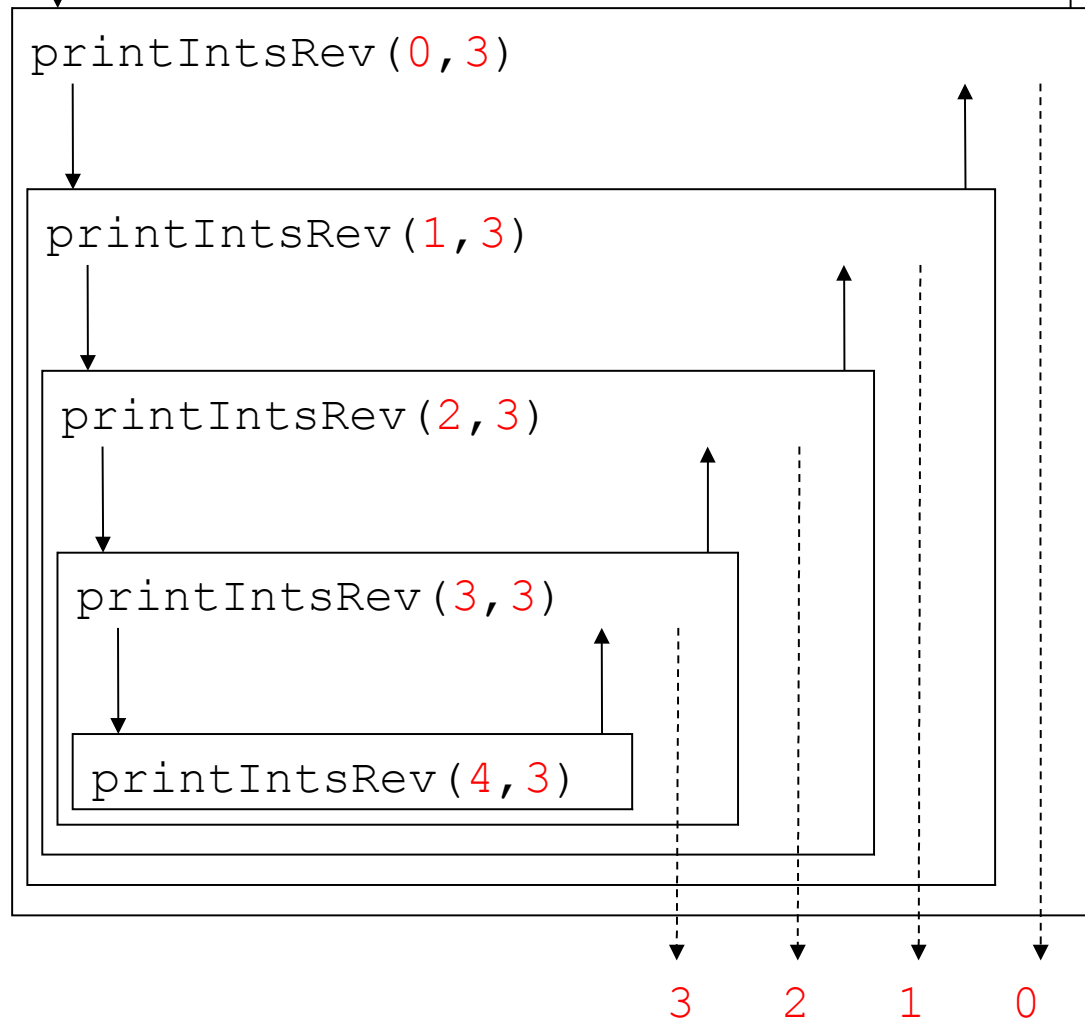 printIntsRev(0,3)
printIntsRev(1,3)
printIntsRev(2,3)
printIntsRev(3,3)
printIntsRev(4,3)
3 2 1 0